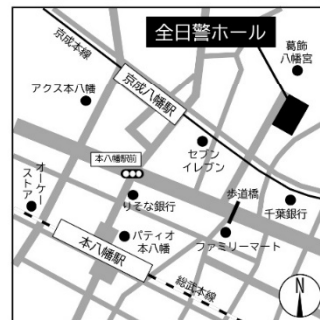 全日警ホール
京成本線
葛飾
八幡宮
アクス本八幡
京成八幡駅
セブン
イレブン
本八幡駅前
オーケー
ストア
りそな銀行
歩道橋
千葉銀行
パティオ
本八幡
ファミリーマート
本八幡駅
総武本線
N